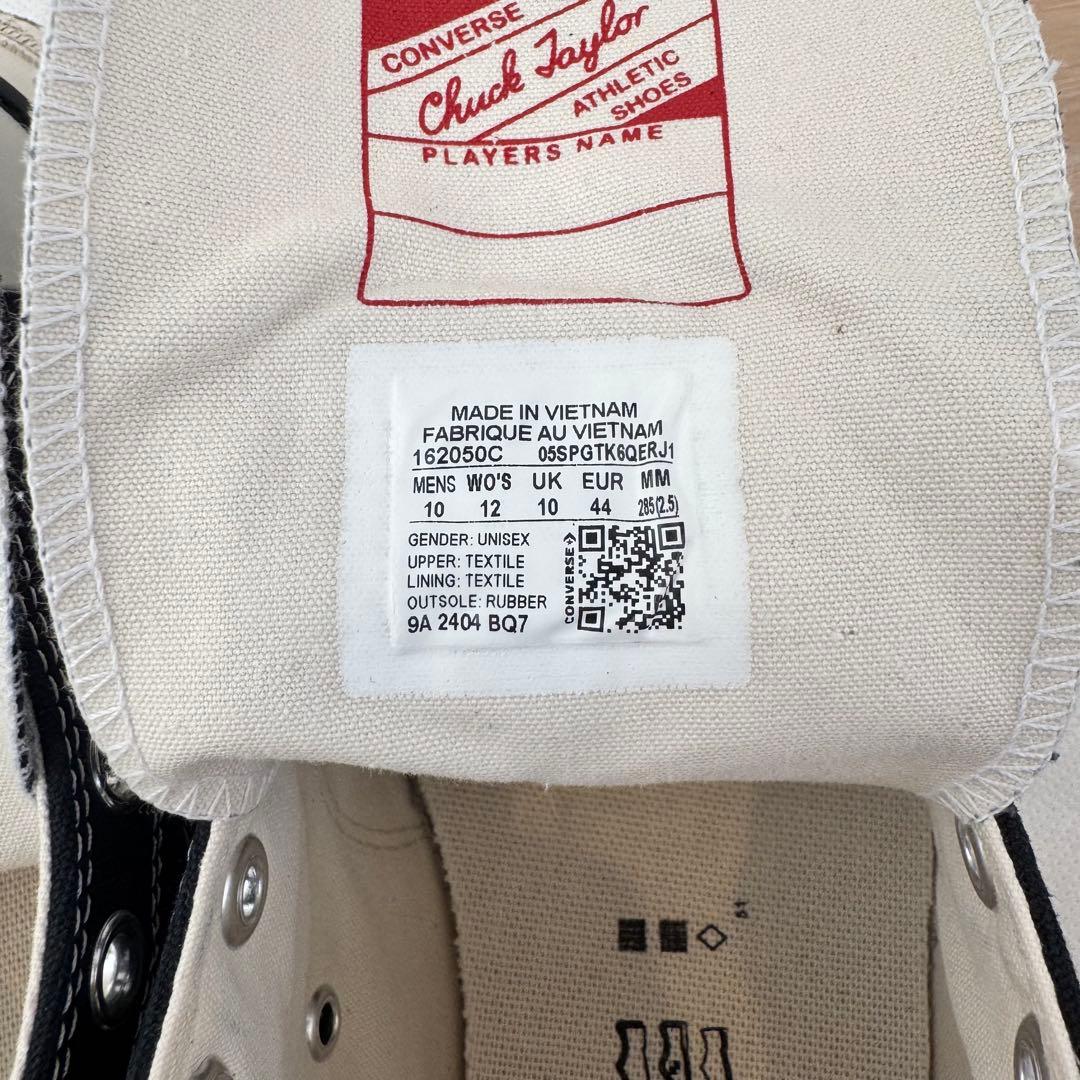 CONVERSE
Chuck Taylor
ATHLETIC
SHOES
PLAYERS NAME
MADE IN VIETNAM
FABRIQUE AU VIETNAM
162050C 05SPGTK6QERJ1
MENS WO'S UK EUR MM
10 12 10 44 285(2.5)
GENDER: UNISEX
UPPER: TEXTILE
LINING: TEXTILE
OUTSOLE: RUBBER
9A 2404 BQ7
CONVERSE
51